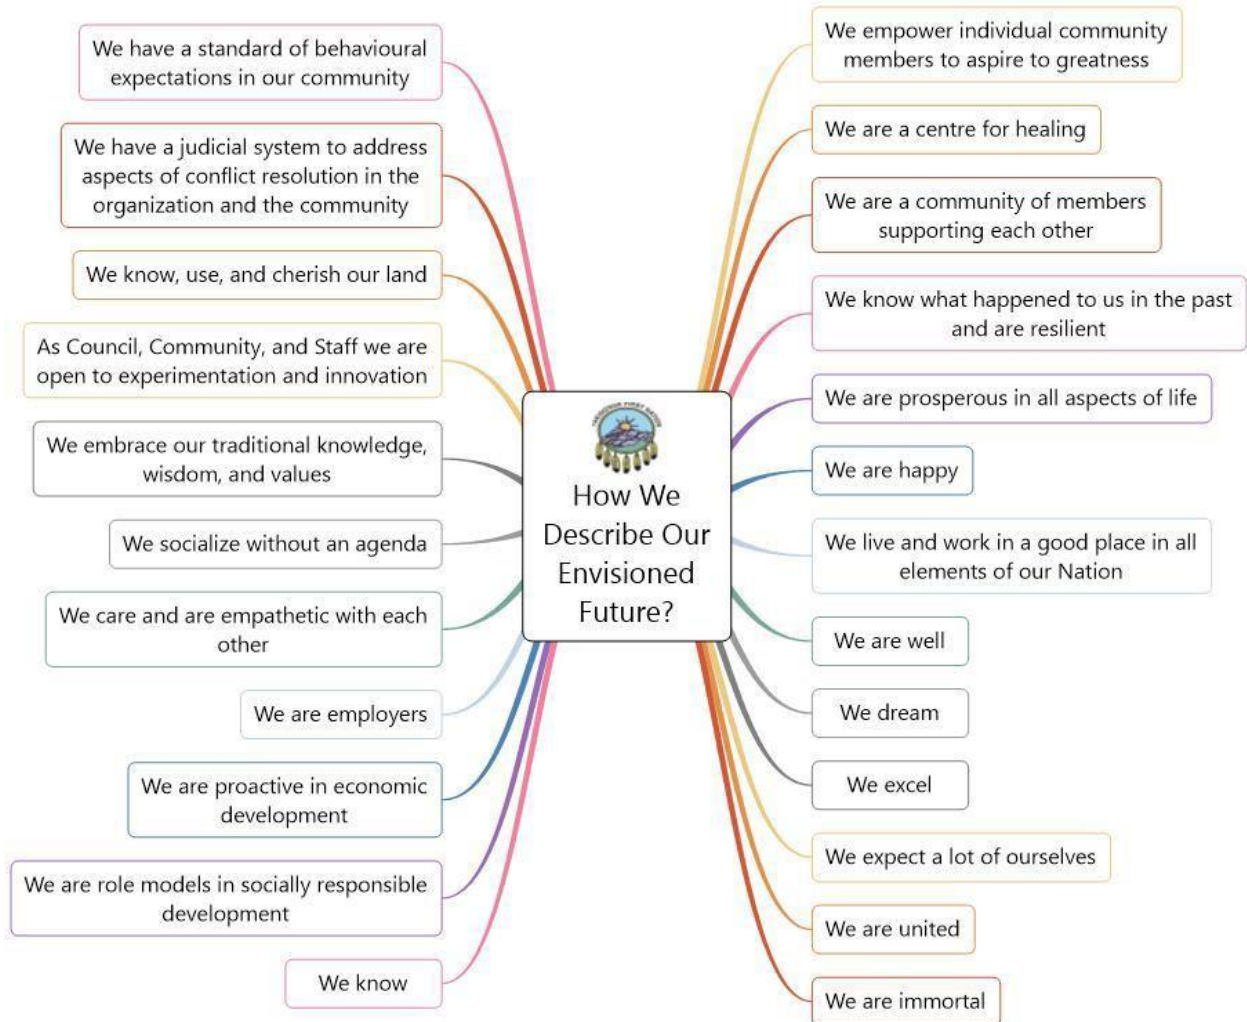 How We
Describe Our
Envisioned
Future?
We empower individual community
members to aspire to greatness
We are a centre for healing
We are a community of members
supporting each other
We know what happened to us in the past
and are resilient
We are prosperous in all aspects of life
We are happy
We live and work in a good place in all
elements of our Nation
We are well
We dream
We excel
We expect a lot of ourselves
We are united
We are immortal
We have a standard of behavioural
expectations in our community
We have a judicial system to address
aspects of conflict resolution in the
organization and the community
We know, use, and cherish our land
As Council, Community, and Staff we are
open to experimentation and innovation
We embrace our traditional knowledge,
wisdom, and values
We socialize without an agenda
We care and are empathetic with each
other
We are employers
We are proactive in economic
development
We are role models in socially responsible
development
We know